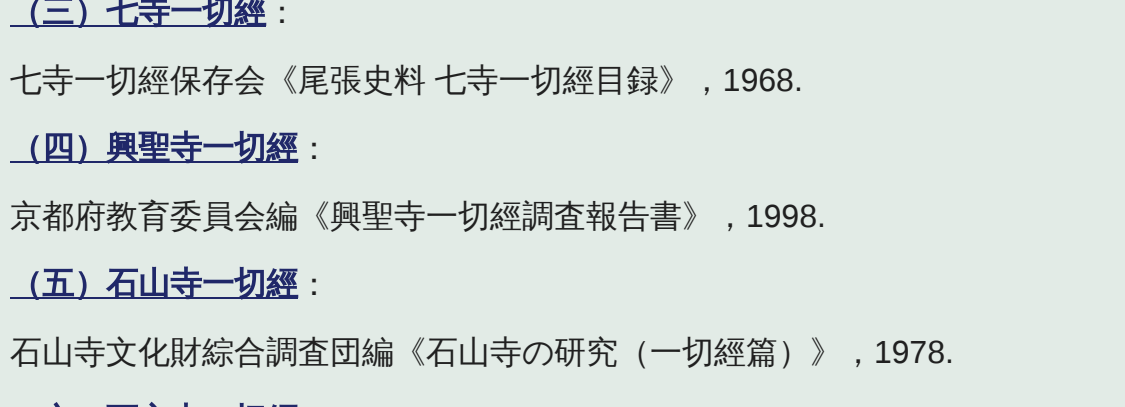 （三）七寺一切經：
七寺一切經保存会《尾張史料 七寺一切經目録》，1968.
（四）興聖寺一切經：
京都府教育委員会編《興聖寺一切經調査報告書》，1998.
（五）石山寺一切經：
石山寺文化財綜合調査団編《石山寺の研究（一切經篇）》，1978.